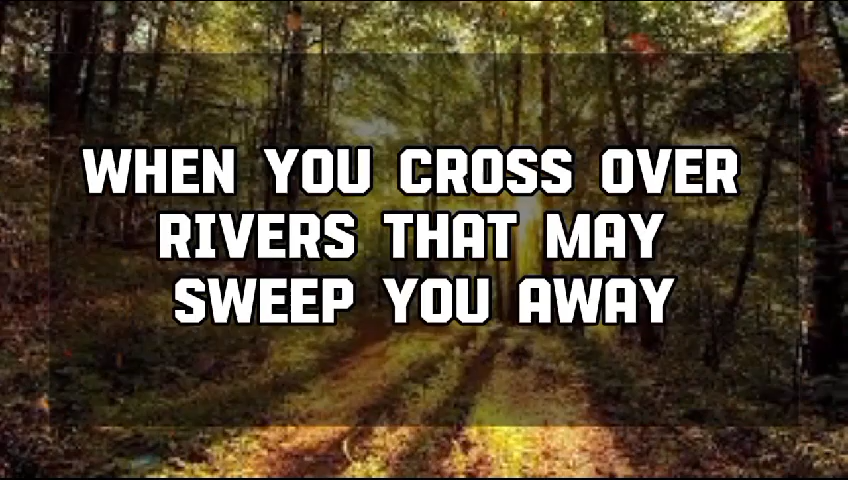 WHEN YOU CROSS OVER
RIVERS THAT MAY
SWEEP YOU AWAY